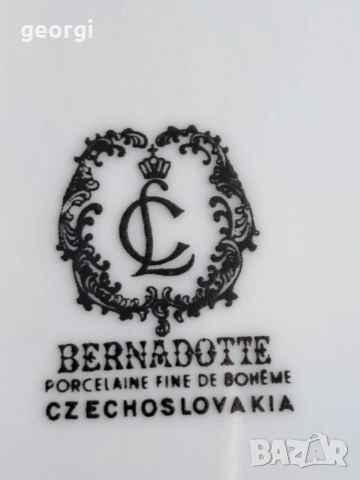 georgi
CL
BERNADOTTE
PORCELAINE FINE DE BOHÊME
CZECHOSLOVAKIA
BAZAR